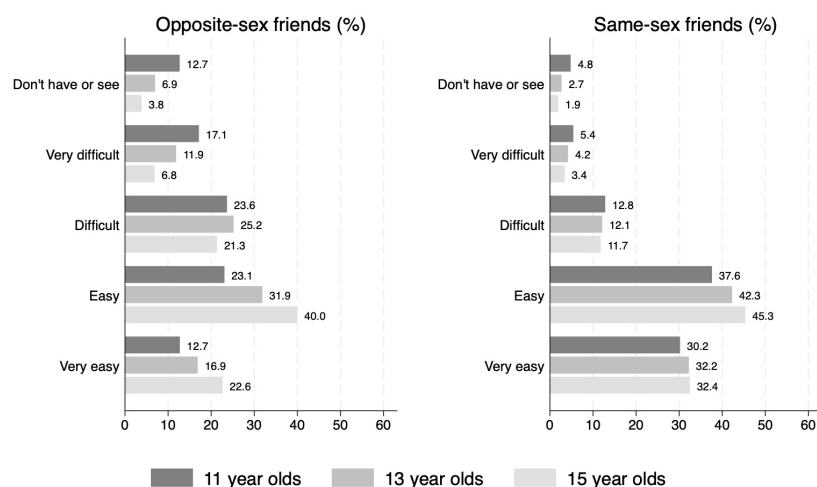 Opposite-sex friends (%)
Don't have or see
12.7
6.9
3.8
Very difficult
17.1
11.9
6.8
Difficult
23.6
25.2
21.3
Easy
23.1
31.9
40.0
Very easy
12.7
16.9
22.6
0 10 20 30 40 50 60
Same-sex friends (%)
Don't have or see
4.8
2.7
1.9
Very difficult
5.4
4.2
3.4
Difficult
12.8
12.1
11.7
Easy
37.6
42.3
45.3
Very easy
30.2
32.2
32.4
0 10 20 30 40 50 60
11 year olds 13 year olds 15 year olds